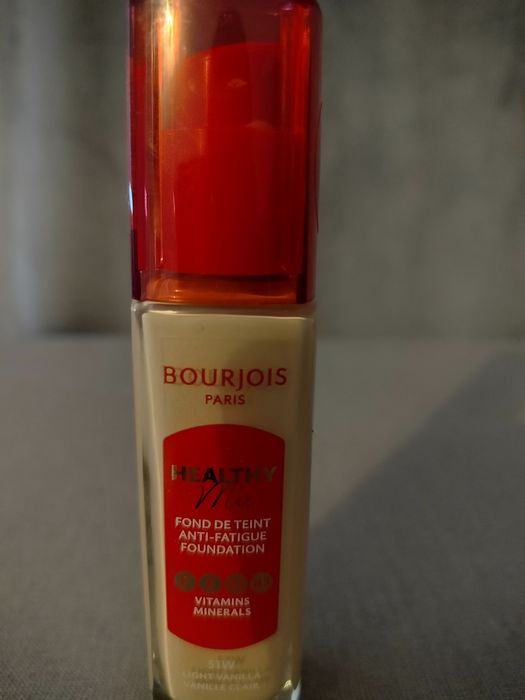 BOURJOIS
PARIS
HEALTHY
Mix
FOND DE TEINT
ANTI-FATIGUE
FOUNDATION
VITAMINS
MINERALS
51W
LIGHT VANILLA
VANILLE CLAIR